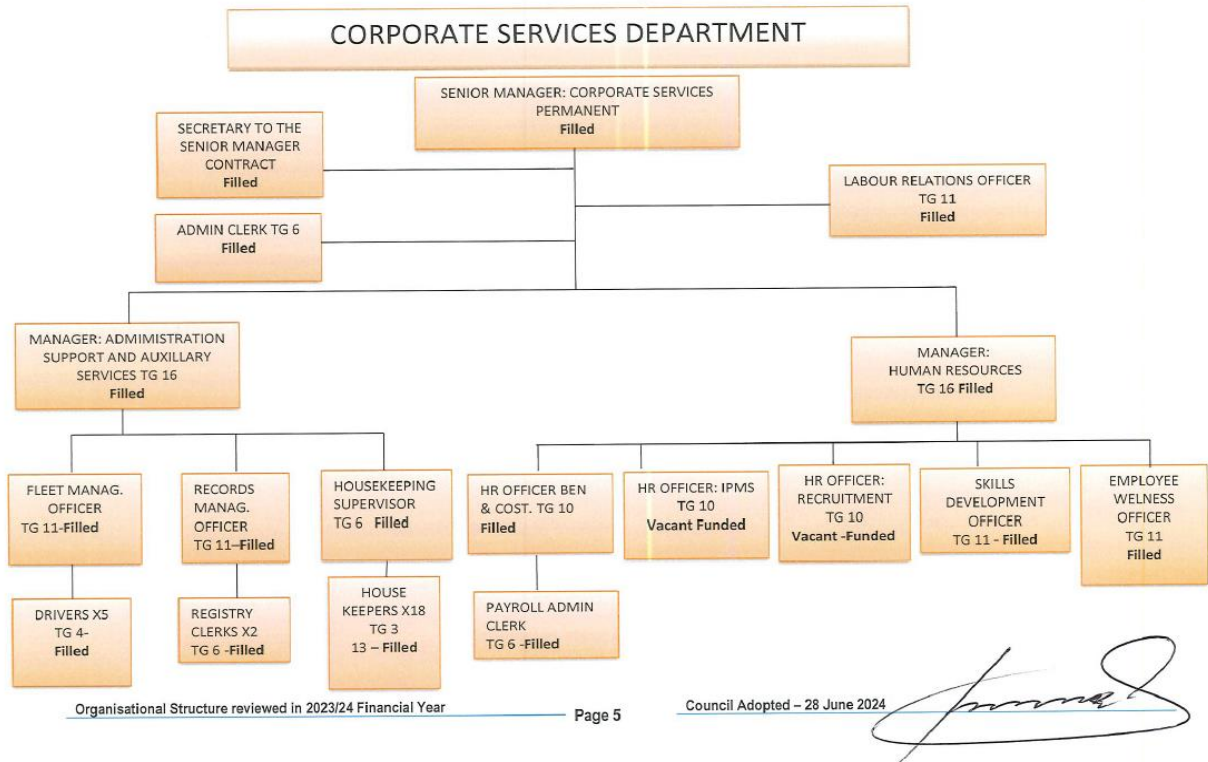 CORPORATE SERVICES DEPARTMENT
SENIOR MANAGER: CORPORATE SERVICES
PERMANENT
Filled
SECRETARY TO THE
SENIOR MANAGER
CONTRACT
Filled
LABOUR RELATIONS OFFICER
TG 11
Filled
ADMIN CLERK TG 6
Filled
MANAGER: ADMIMISTRATION
SUPPORT AND AUXILLARY
SERVICES TG 16
Filled
MANAGER:
HUMAN RESOURCES
TG 16 Filled
FLEET MANAG.
OFFICER
TG 11-Filled
RECORDS
MANAG.
OFFICER
TG 11–Filled
HOUSEKEEPING
SUPERVISOR
TG 6 Filled
HR OFFICER BEN
& COST. TG 10
Filled
HR OFFICER: IPMS
TG 10
Vacant Funded
HR OFFICER:
RECRUITMENT
TG 10
Vacant -Funded
SKILLS
DEVELOPMENT
OFFICER
TG 11 - Filled
EMPLOYEE
WELNESS
OFFICER
TG 11
Filled
DRIVERS X5
TG 4-
Filled
REGISTRY
CLERKS X2
TG 6 -Filled
HOUSE
KEEPERS X18
TG 3
13 – Filled
PAYROLL ADMIN
CLERK
TG 6 -Filled
Organisational Structure reviewed in 2023/24 Financial Year
Page 5
Council Adopted – 28 June 2024